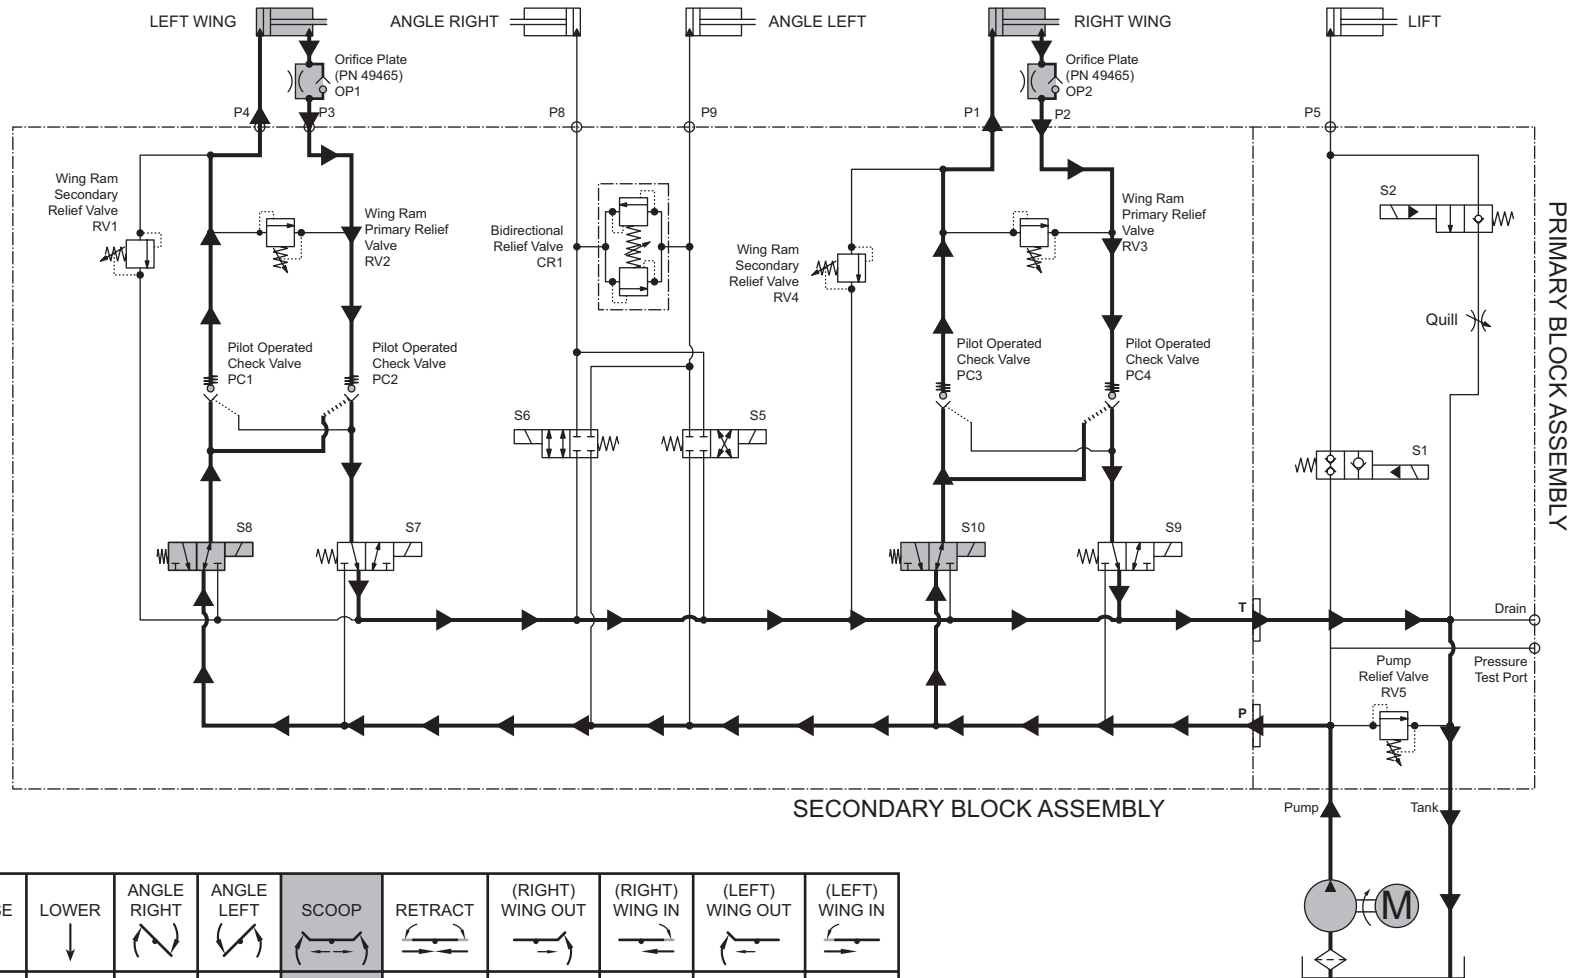 LEFT WING
ANGLE RIGHT
ANGLE LEFT
RIGHT WING
LIFT
Orifice Plate
(PN 49465)
OP1
Orifice Plate
(PN 49465)
OP2
P4
P3
P8
P9
P1
P2
P5
Wing Ram
Secondary
Relief Valve
RV1
Wing Ram
Primary Relief
Valve
RV2
Bidirectional
Relief Valve
CR1
Wing Ram
Secondary
Relief Valve
RV4
Wing Ram
Primary Relief
Valve
RV3
S2
Quill
PRIMARY BLOCK ASSEMBLY
Pilot Operated
Check Valve
PC1
Pilot Operated
Check Valve
PC2
Pilot Operated
Check Valve
PC3
Pilot Operated
Check Valve
PC4
S6
S5
S1
S8
S7
S10
S9
T
Drain
Pressure
Test Port
Pump
Relief Valve
RV5
P
SECONDARY BLOCK ASSEMBLY
Pump
Tank
M
LOWER
ANGLE
RIGHT
ANGLE
LEFT
SCOOP
RETRACT
(RIGHT)
WING OUT
(RIGHT)
WING IN
(LEFT)
WING OUT
(LEFT)
WING IN